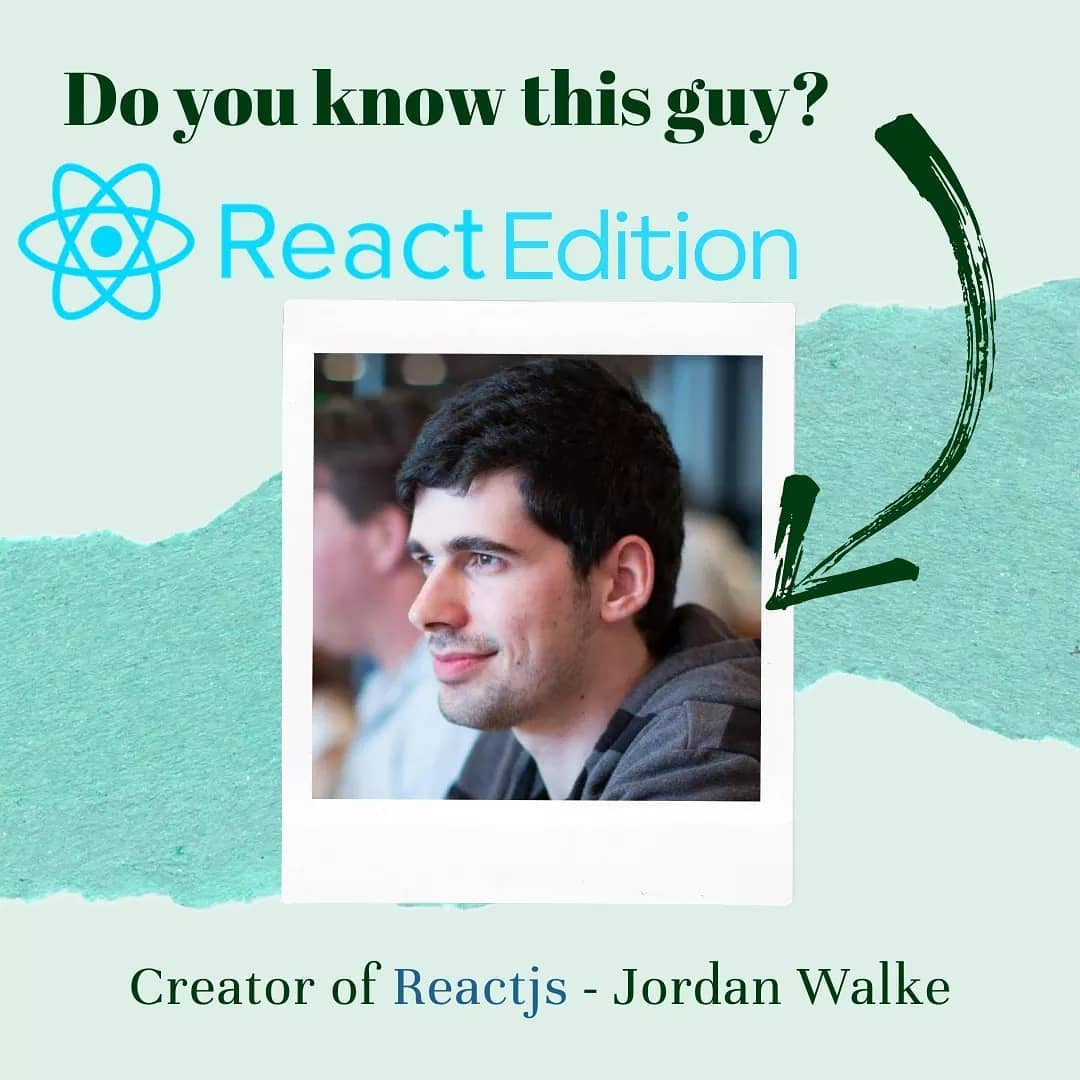 Do you know this guy?
React Edition
Creator of Reactjs - Jordan Walke